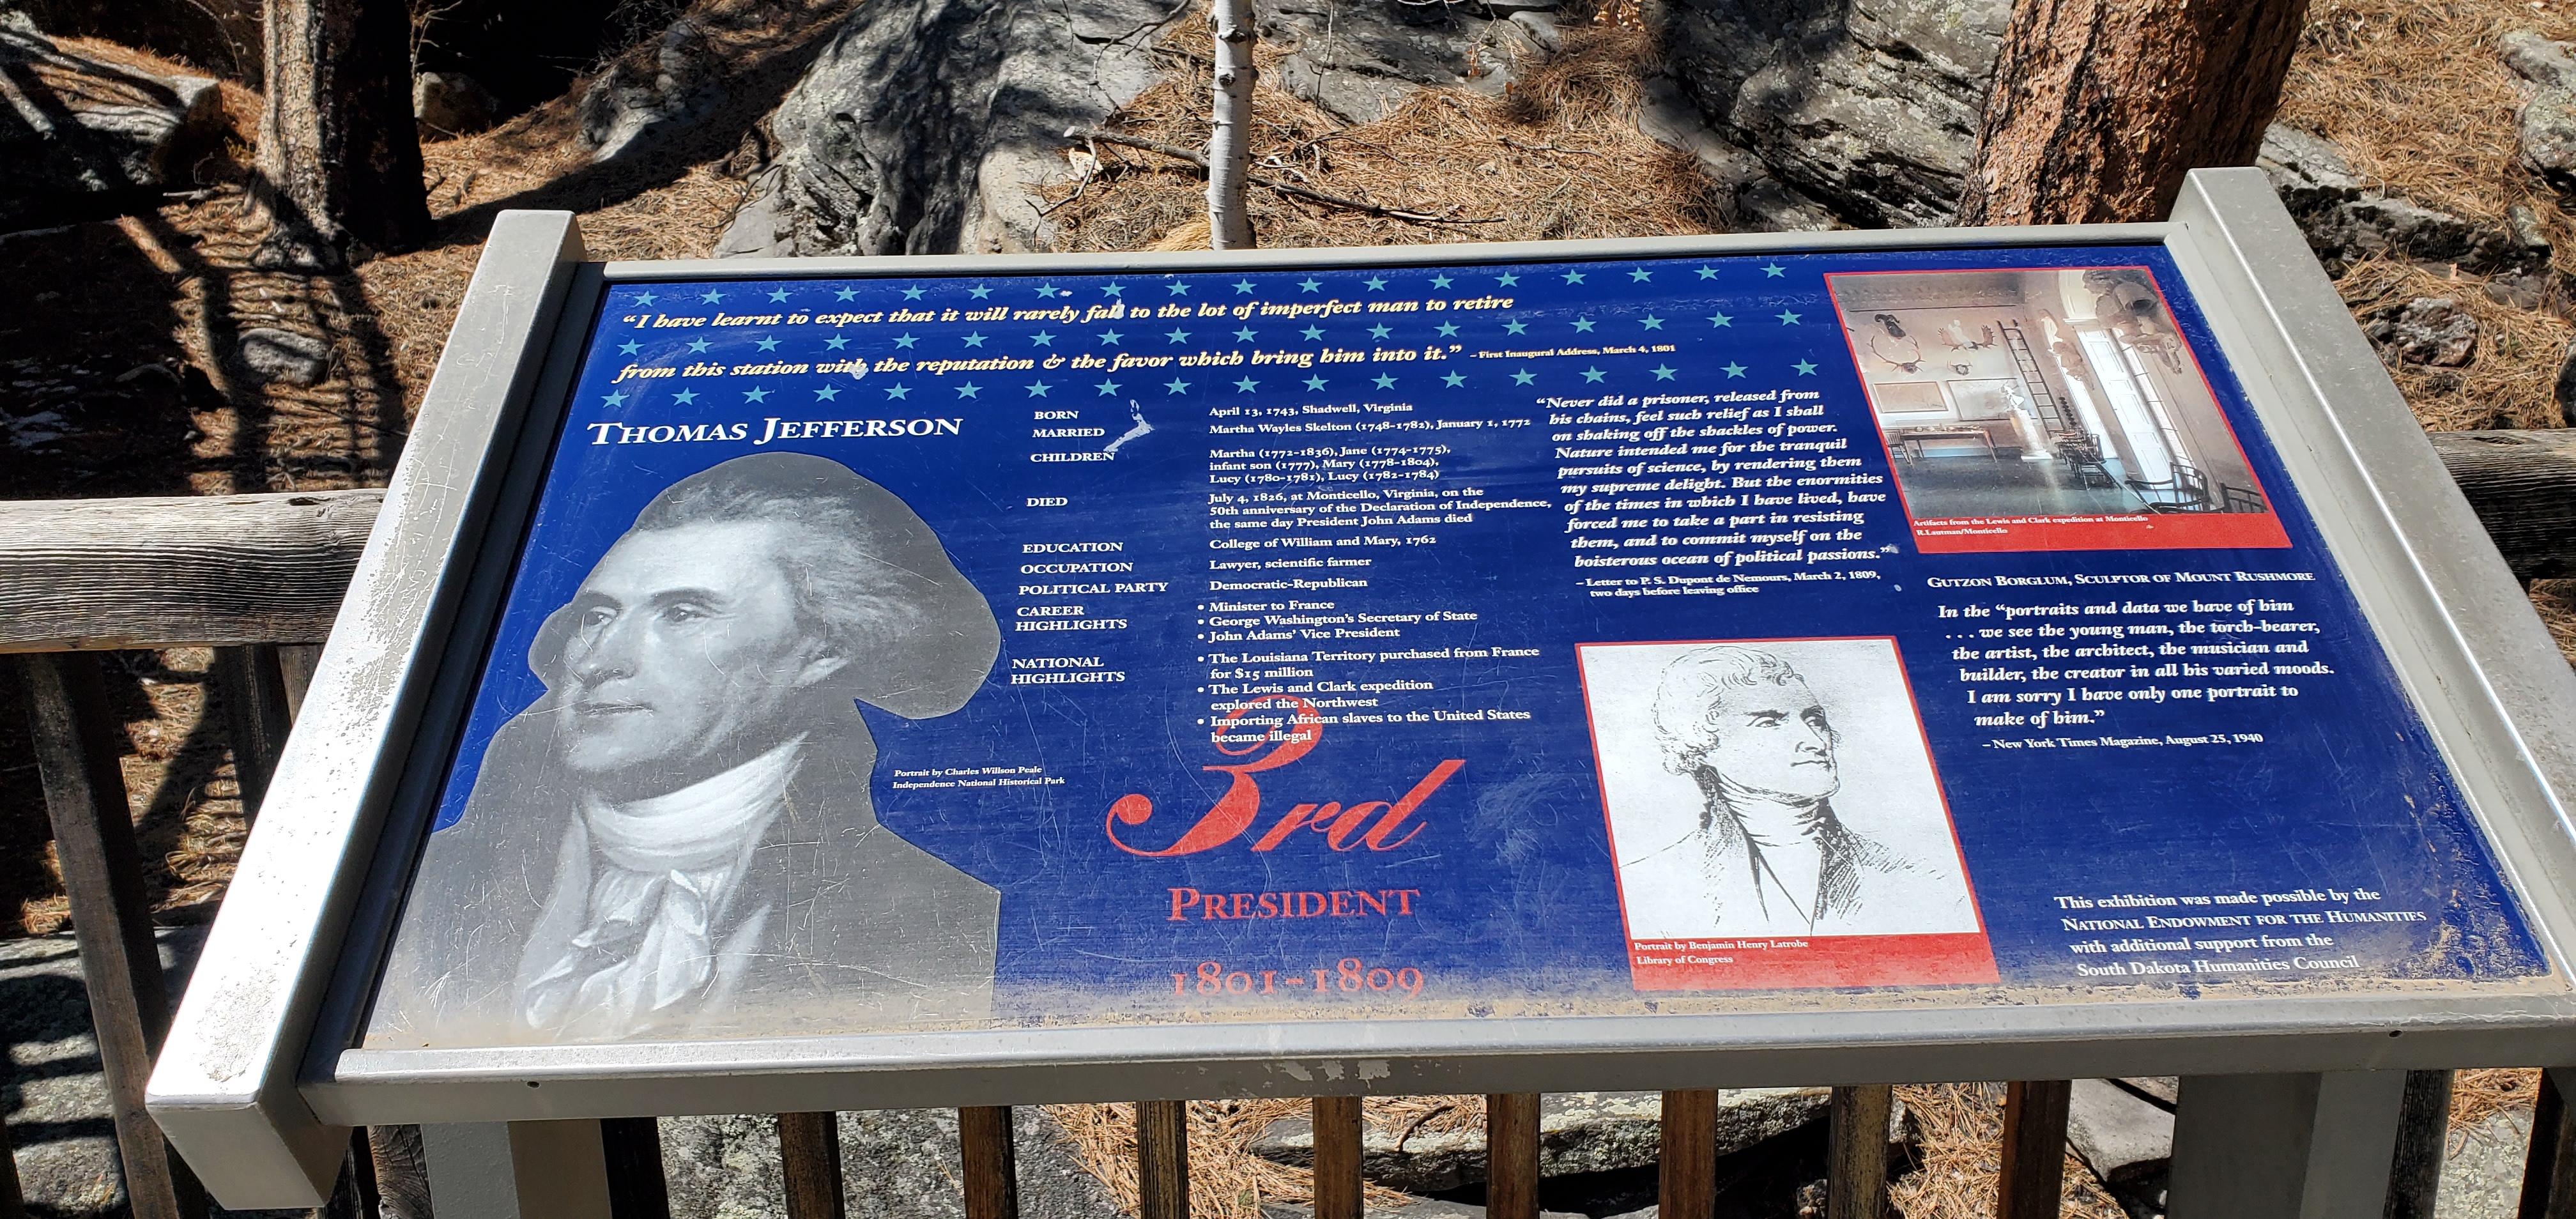 “I have learnt to expect that it will rarely fall to the lot of imperfect man to retire
from this station with the reputation & the favor which bring him into it.” – First Inaugural Address, March 4, 1801
THOMAS JEFFERSON
BORN April 13, 1743, Shadwell, Virginia
MARRIED Martha Wayles Skelton (1748-1782), January 1, 1772
CHILDREN Martha (1772-1836), Jane (1774-1775),
infant son (1777), Mary (1778-1804),
Lucy (1780-1781), Lucy (1782-1784)
DIED July 4, 1826, at Monticello, Virginia, on the
50th anniversary of the Declaration of Independence,
the same day President John Adams died
EDUCATION College of William and Mary, 1762
OCCUPATION Lawyer, scientific farmer
POLITICAL PARTY Democratic-Republican
CAREER
HIGHLIGHTS
• Minister to France
• George Washington’s Secretary of State
• John Adams’ Vice President
NATIONAL
HIGHLIGHTS
• The Louisiana Territory purchased from France
for $15 million
• The Lewis and Clark expedition
explored the Northwest
• Importing African slaves to the United States
became illegal
Portrait by Charles Willson Peale
Independence National Historical Park
3rd
PRESIDENT
1801-1809
“Never did a prisoner, released from
his chains, feel such relief as I shall
on shaking off the shackles of power.
Nature intended me for the tranquil
pursuits of science, by rendering them
my supreme delight. But the enormities
of the times in which I have lived, have
forced me to take a part in resisting
them, and to commit myself on the
boisterous ocean of political passions.”
– Letter to P. S. Dupont de Nemours, March 2, 1809,
two days before leaving office
Portrait by Benjamin Henry Latrobe
Library of Congress
Artifacts from the Lewis and Clark expedition at Monticello
R.Lautman/Monticello
GUTZON BORGLUM, SCULPTOR OF MOUNT RUSHMORE
In the “portraits and data we have of him
. . . we see the young man, the torch-bearer,
the artist, the architect, the musician and
builder, the creator in all his varied moods.
I am sorry I have only one portrait to
make of him.”
– New York Times Magazine, August 25, 1940
This exhibition was made possible by the
NATIONAL ENDOWMENT FOR THE HUMANITIES
with additional support from the
South Dakota Humanities Council